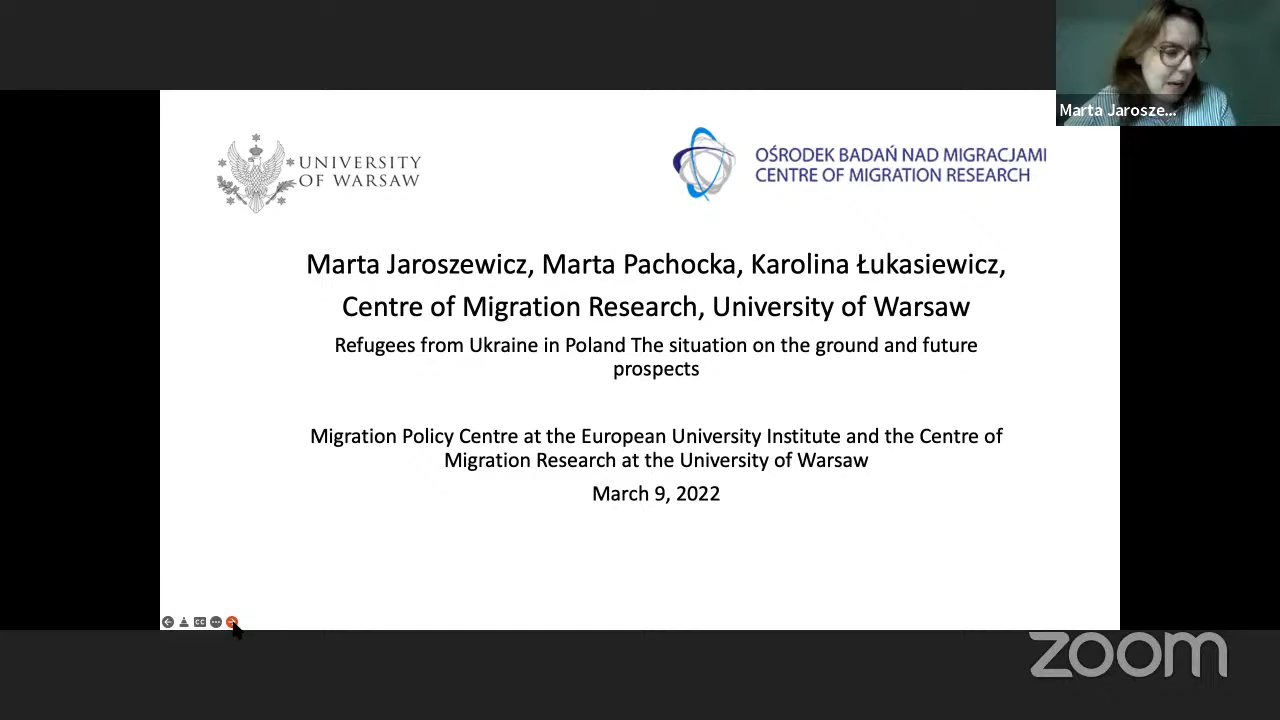 Marta Jarosze...
UNIVERSITY
OF WARSAW
OŚRODEK BADAŃ NAD MIGRACJAMI
CENTRE OF MIGRATION RESEARCH
Marta Jaroszewicz, Marta Pachocka, Karolina Łukasiewicz,
Centre of Migration Research, University of Warsaw
Refugees from Ukraine in Poland The situation on the ground and future
prospects
Migration Policy Centre at the European University Institute and the Centre of
Migration Research at the University of Warsaw
March 9, 2022
CC
zoom